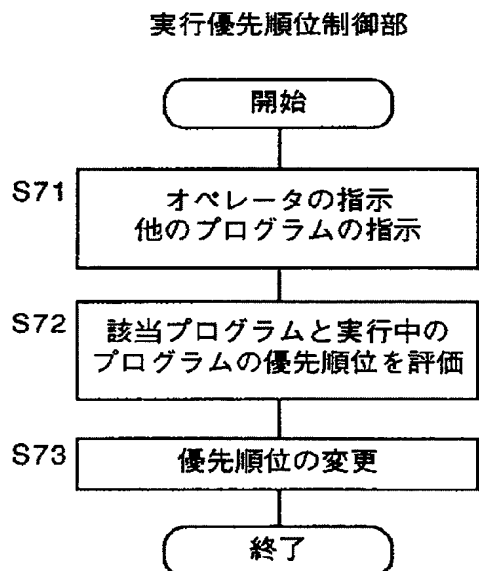 実行優先順位制御部
開始
S71
オペレータの指示
他のプログラムの指示
S72
該当プログラムと実行中の
プログラムの優先順位を評価
S73
優先順位の変更
終了